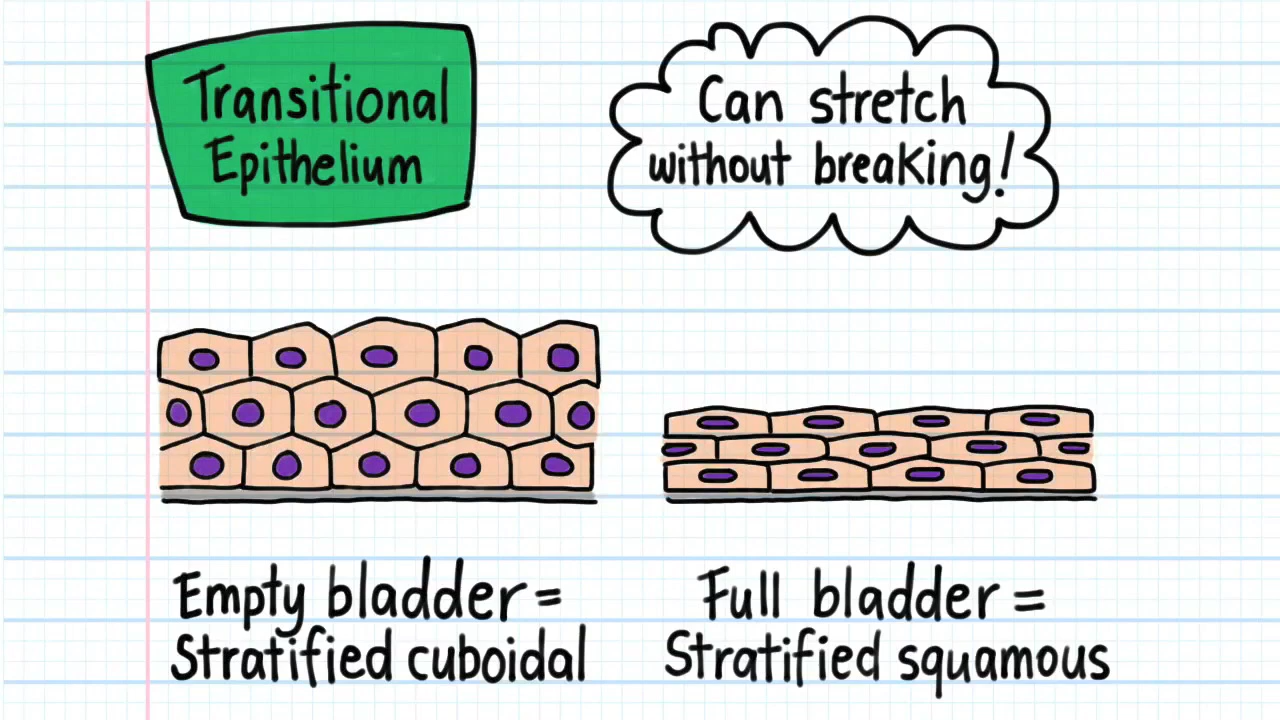 Transitional
Epithelium
Can stretch
without breaking!
Empty bladder =
Stratified cuboidal
Full bladder =
Stratified squamous